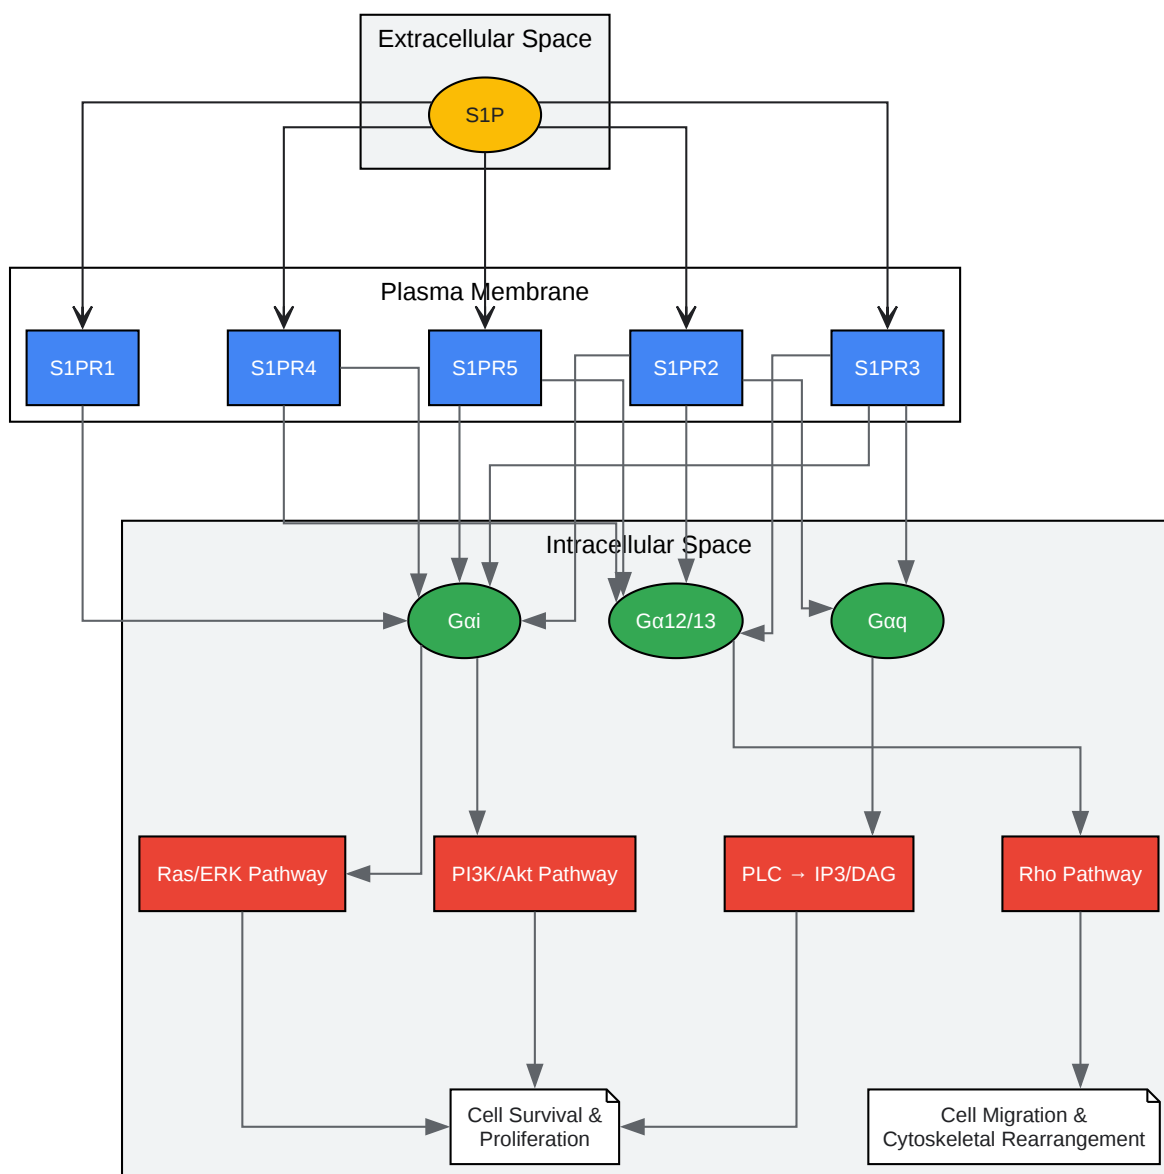 Extracellular Space
S1P
Plasma Membrane
S1PR1
S1PR4
S1PR5
S1PR2
S1PR3
Intracellular Space
Gαi
Gα12/13
Gαq
Ras/ERK Pathway
PI3K/Akt Pathway
PLC → IP3/DAG
Rho Pathway
Cell Survival &
Proliferation
Cell Migration &
Cytoskeletal Rearrangement